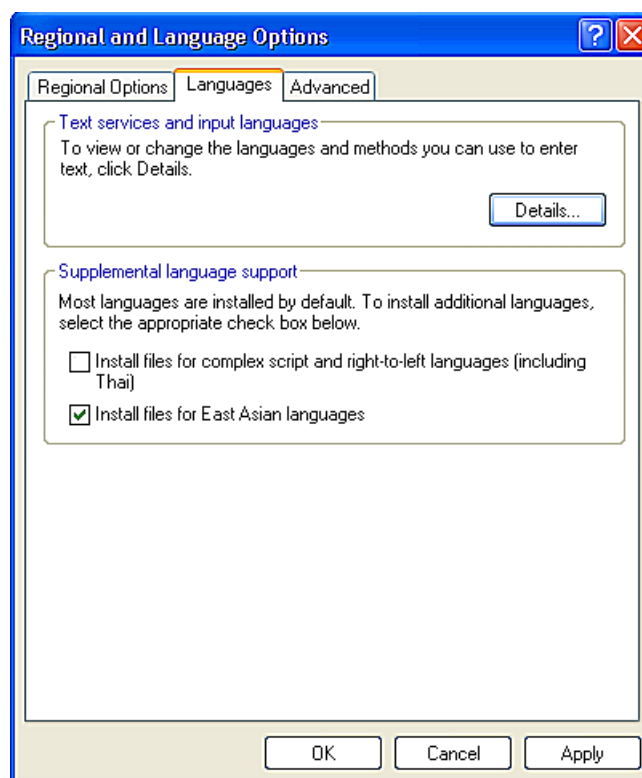 Regional and Language Options
Regional Options Languages Advanced
Text services and input languages
To view or change the languages and methods you can use to enter
text, click Details.
Details...
Supplemental language support
Most languages are installed by default. To install additional languages,
select the appropriate check box below.
Install files for complex script and right-to-left languages (including
Thai)
Install files for East Asian languages
OK Cancel Apply